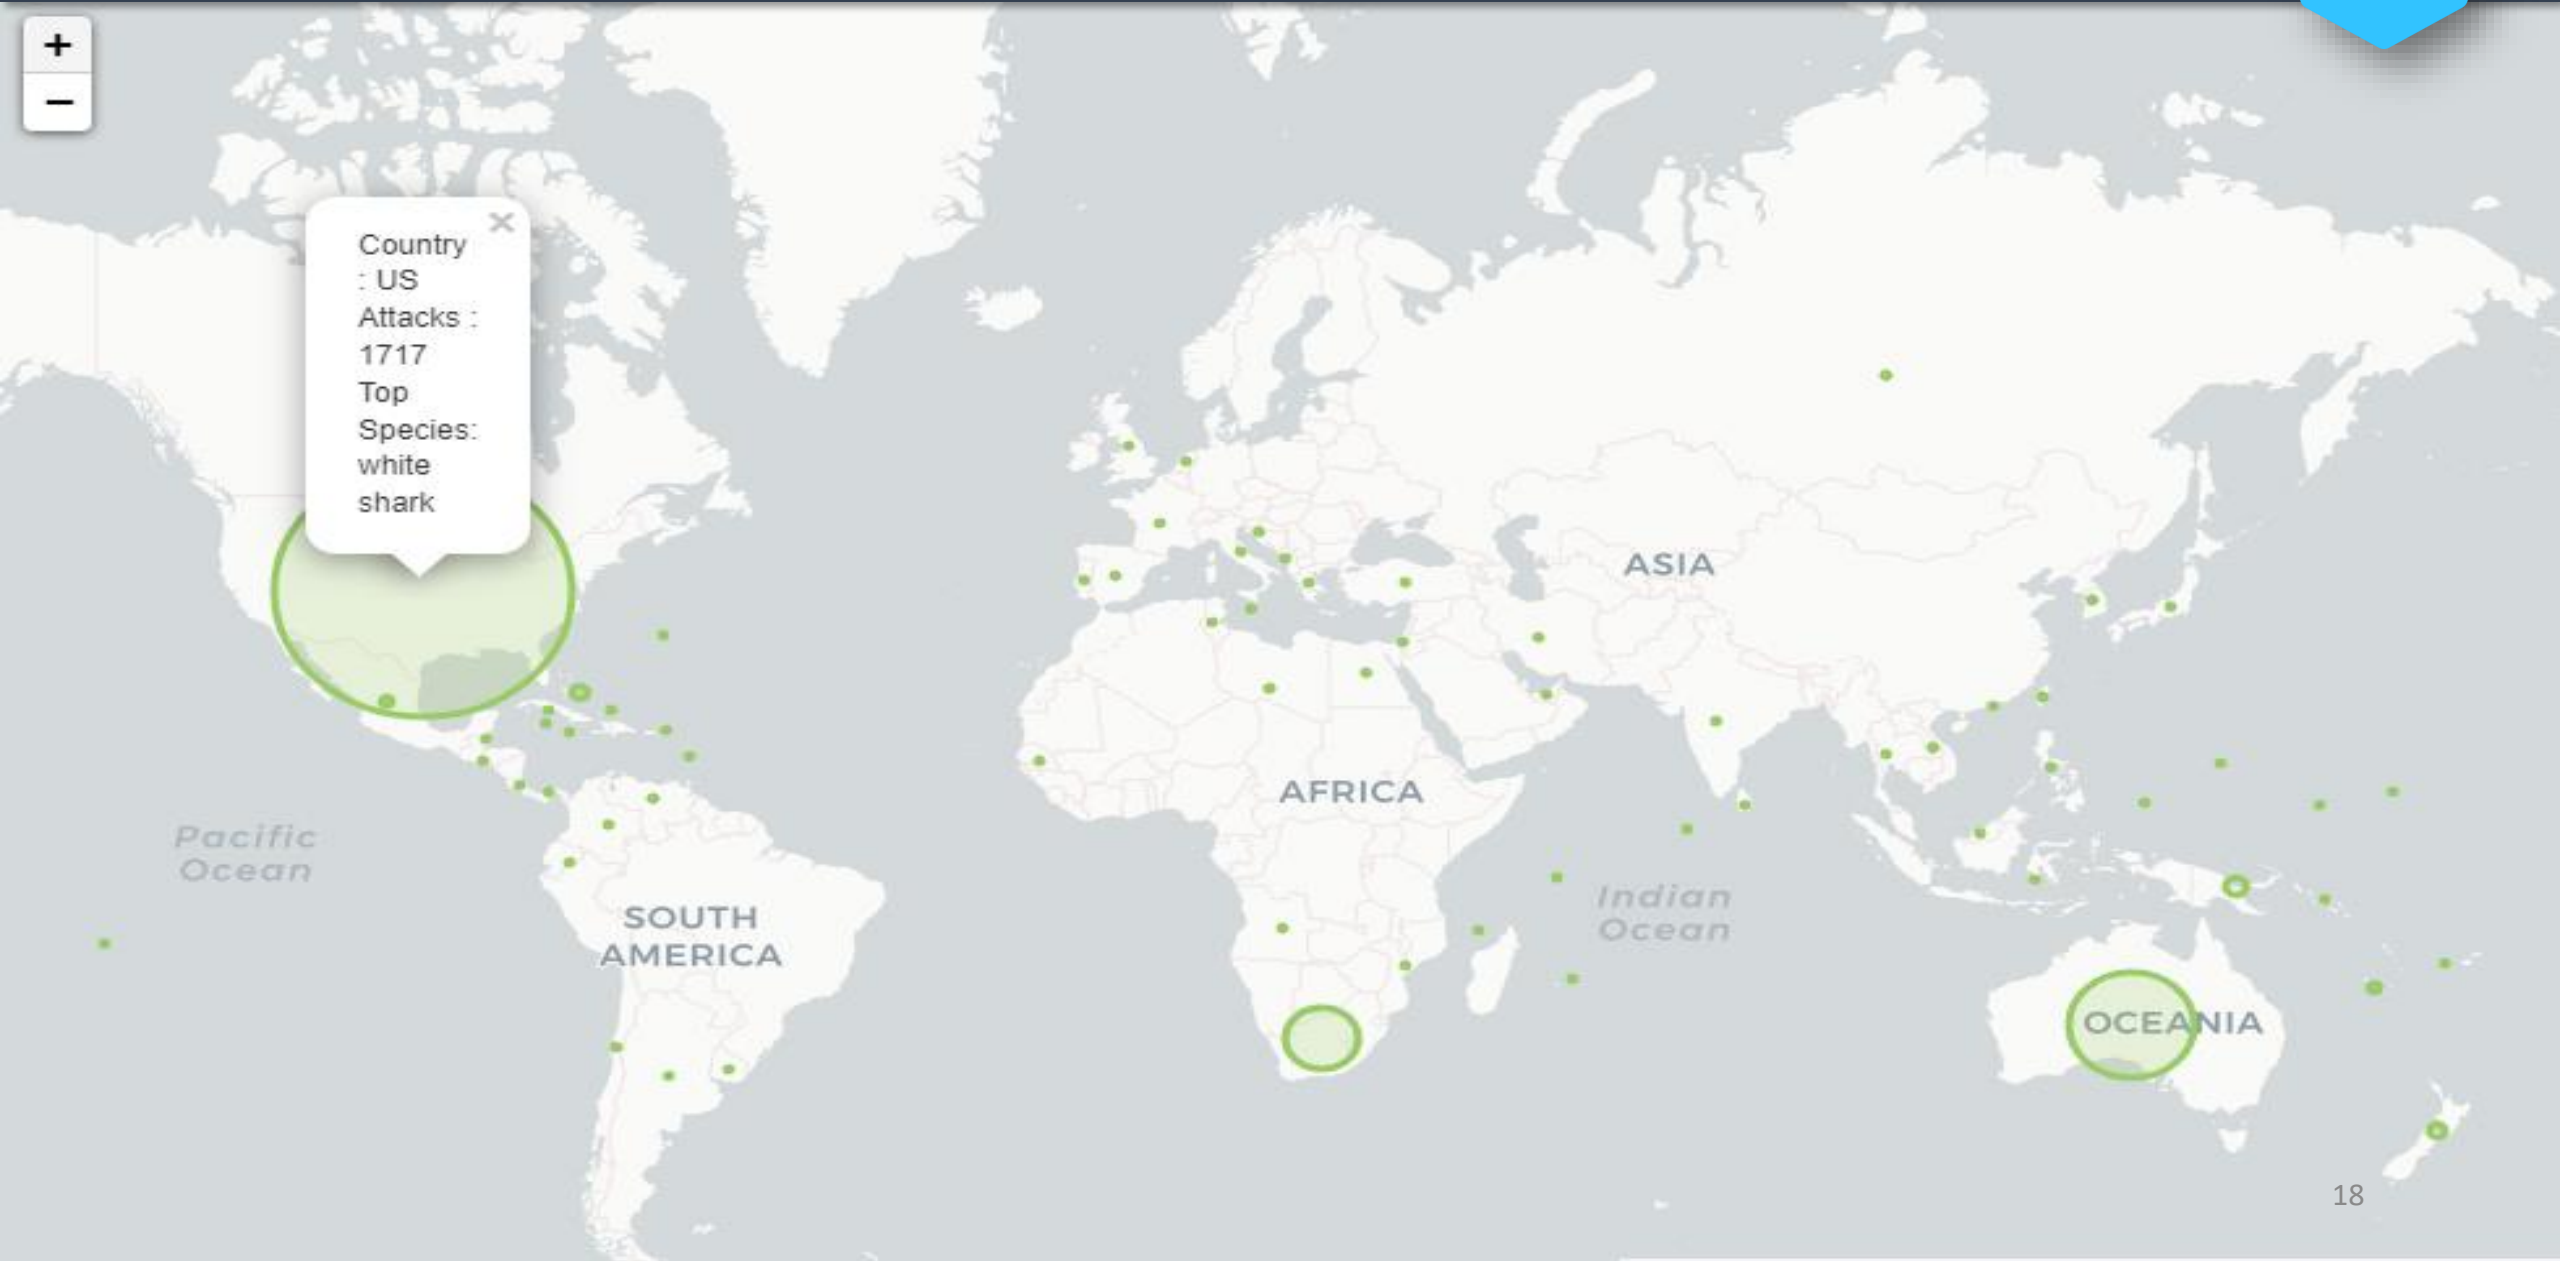 +
−
×
Country
: US
Attacks :
1717
Top
Species:
white
shark
ASIA
AFRICA
Pacific
Ocean
SOUTH
AMERICA
Indian
Ocean
OCEANIA
18